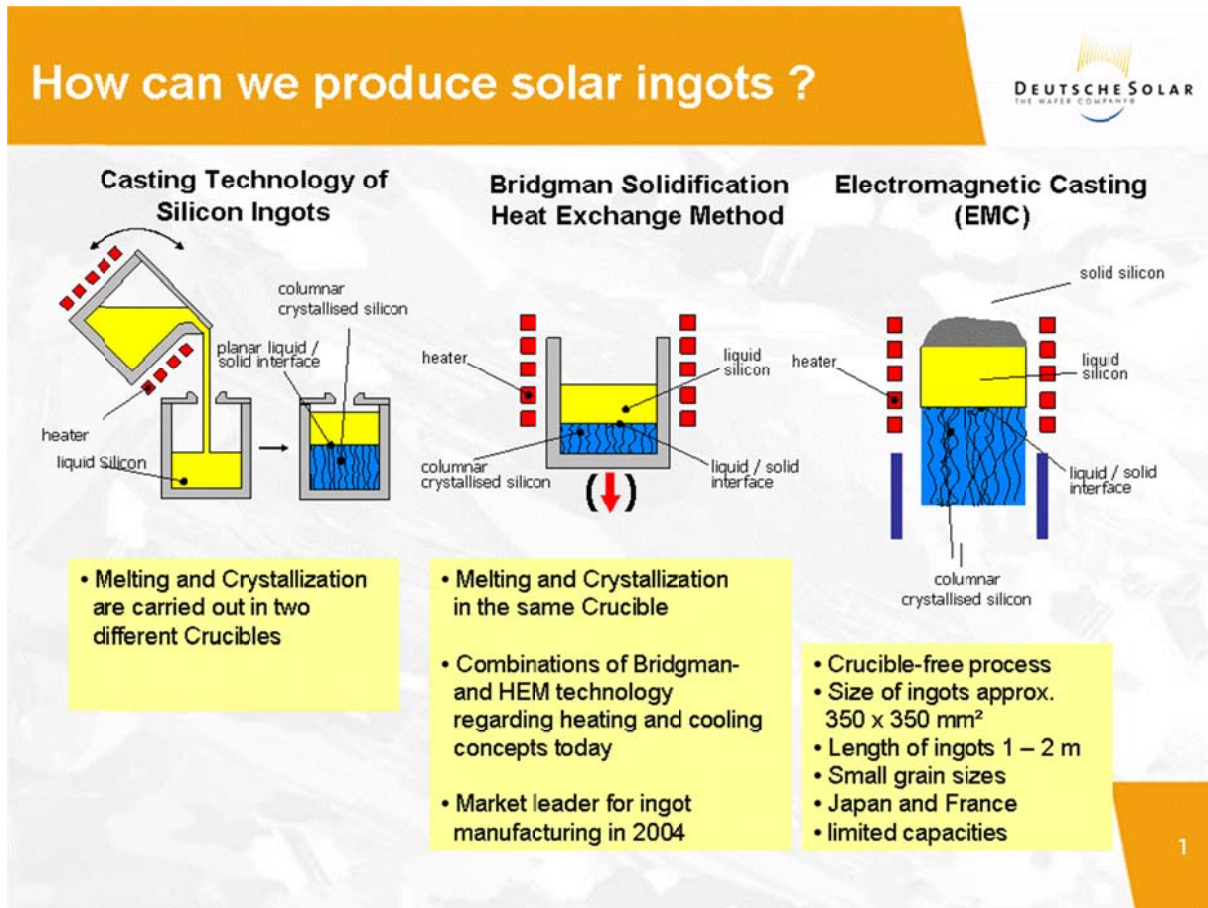 How can we produce solar ingots ?
DEUTSCHE SOLAR
THE WAFER COMPANY
Casting Technology of
Silicon Ingots
columnar
crystallised silicon
planar liquid /
solid interface
heater
liquid Silicon
Bridgman Solidification
Heat Exchange Method
heater
liquid
silicon
columnar
crystallised silicon
liquid / solid
interface
( )
Electromagnetic Casting
(EMC)
solid silicon
heater
liquid
silicon
liquid / solid
interface
columnar
crystallised silicon
• Melting and Crystallization
are carried out in two
different Crucibles
• Melting and Crystallization
in the same Crucible
• Combinations of Bridgman-
and HEM technology
regarding heating and cooling
concepts today
• Market leader for ingot
manufacturing in 2004
• Crucible-free process
• Size of ingots approx.
350 x 350 mm²
• Length of ingots 1 – 2 m
• Small grain sizes
• Japan and France
• limited capacities
1